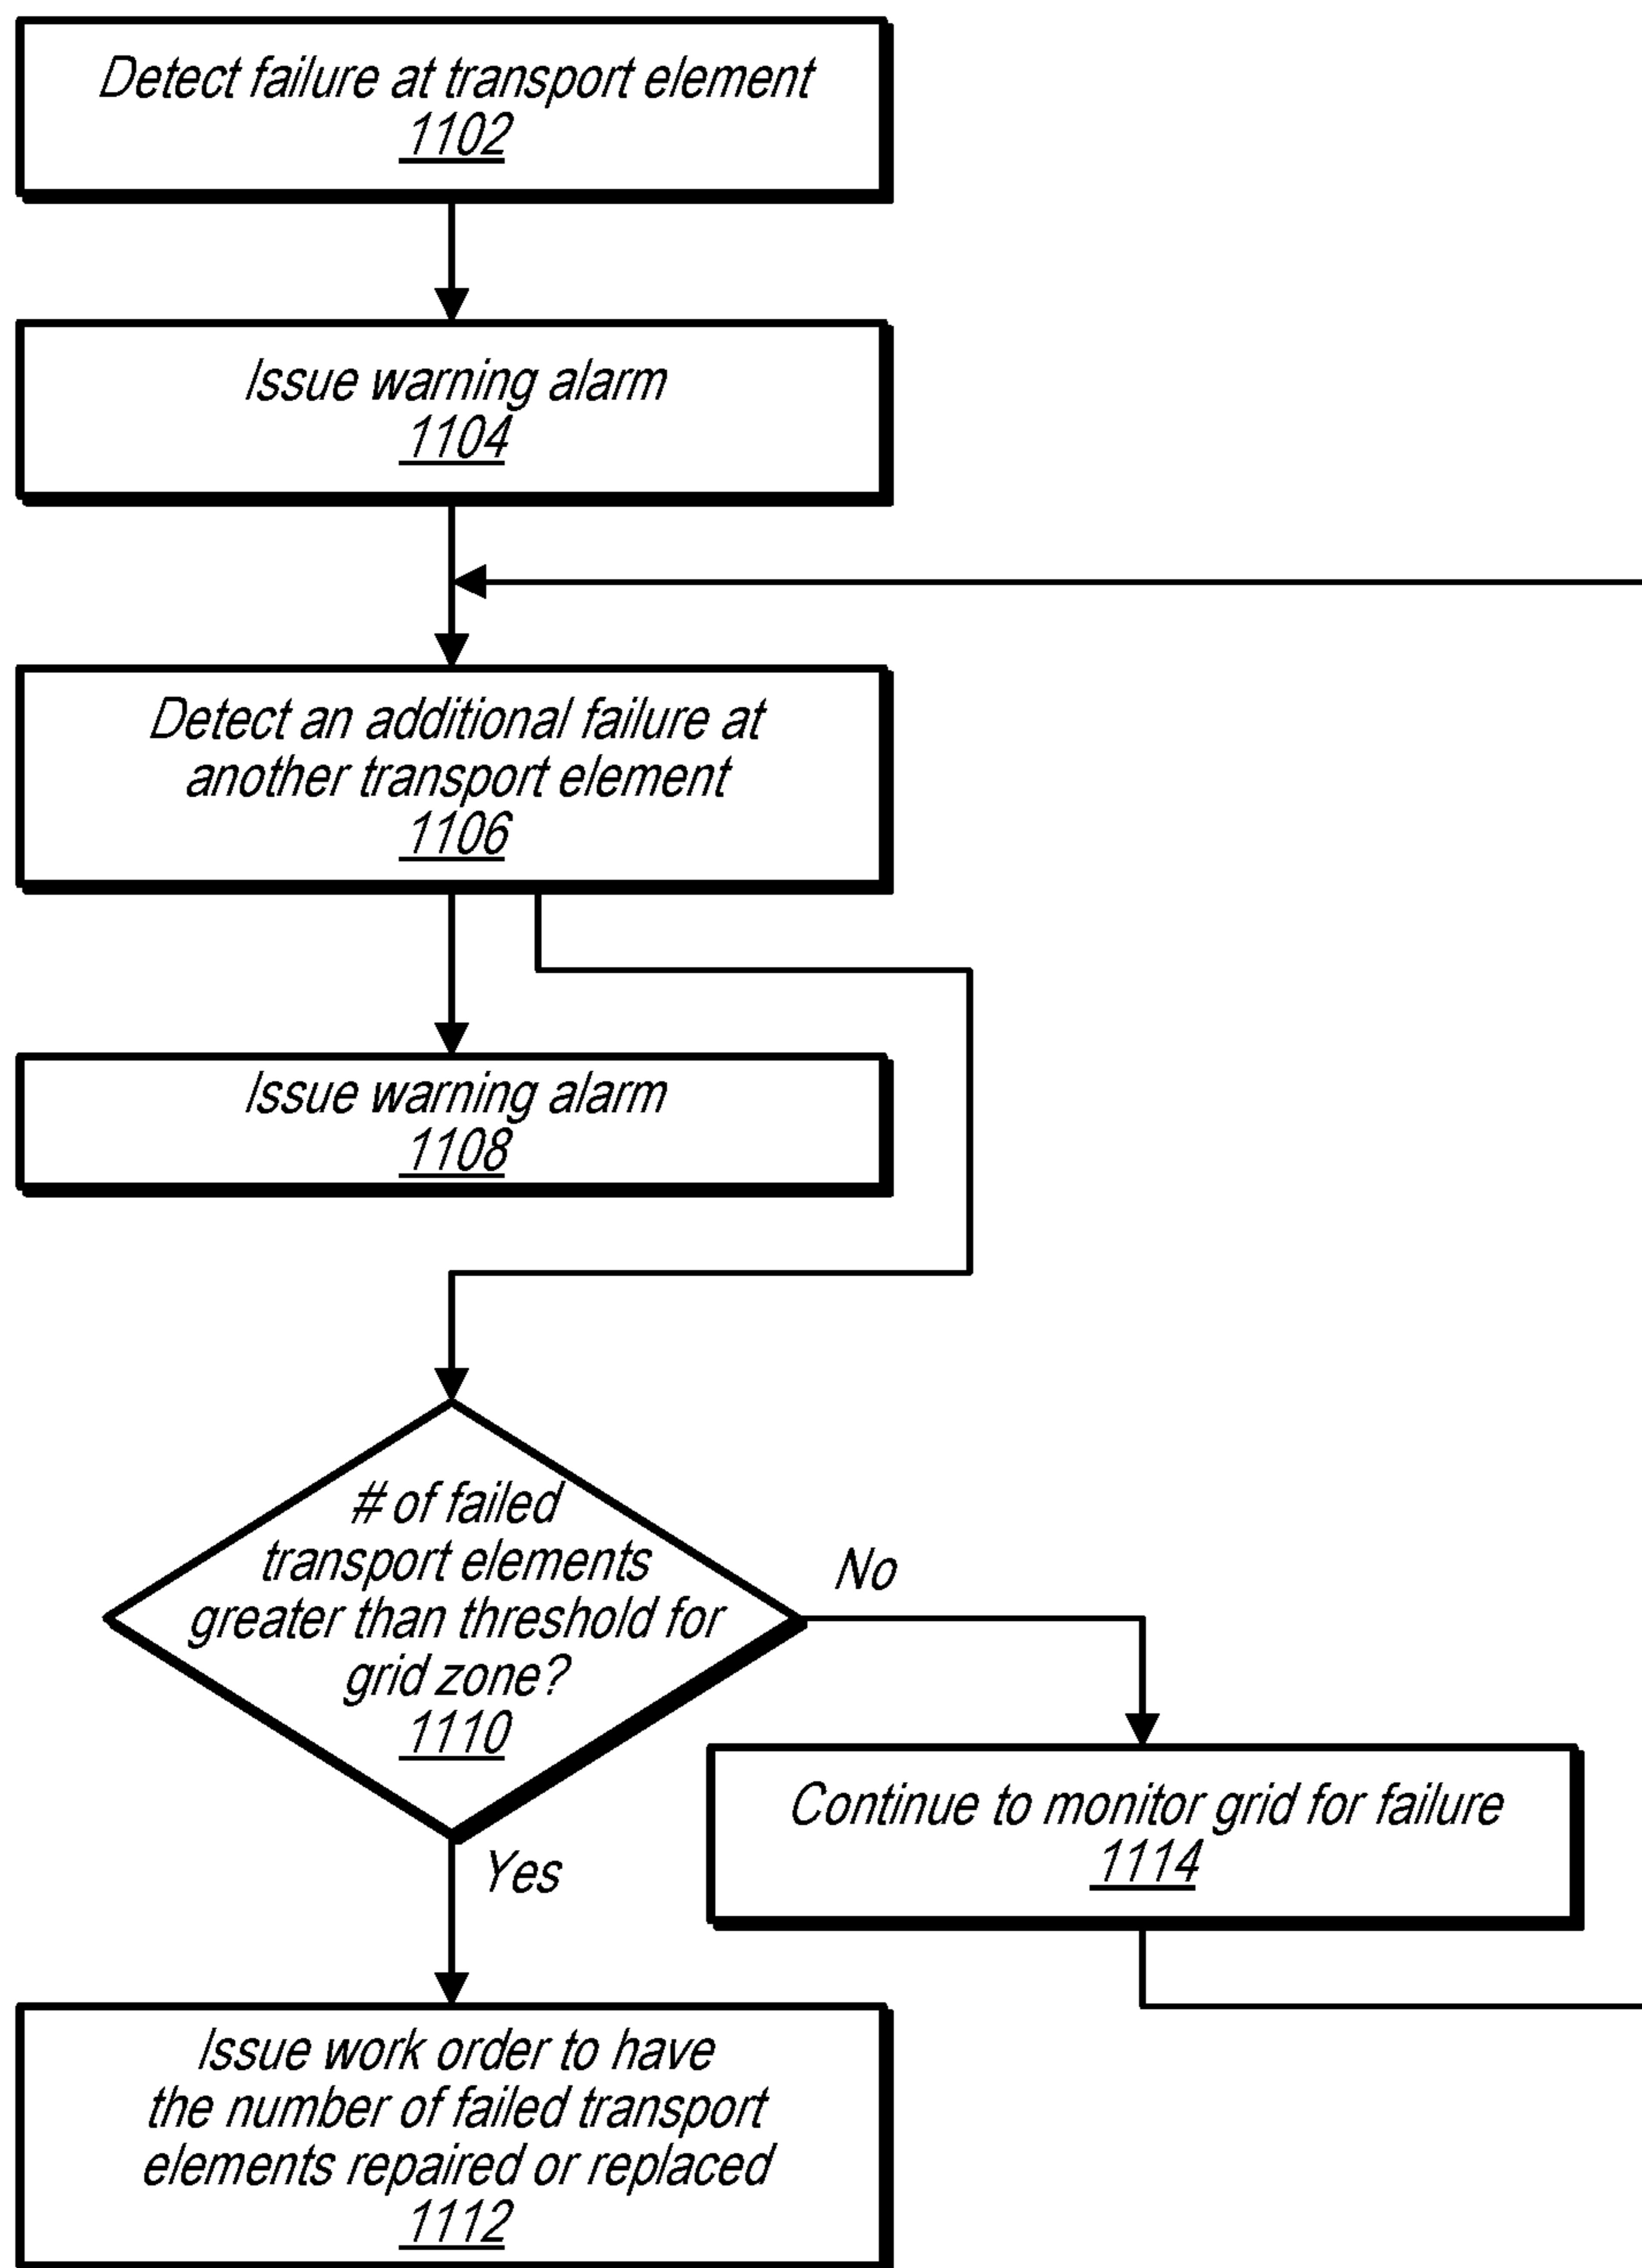 Detect failure at transport element
1102
Issue warning alarm
1104
Detect an additional failure at
another transport element
1106
Issue warning alarm
1108
# of failed
transport elements
greater than threshold for
grid zone?
1110
No
Yes
Continue to monitor grid for failure
1114
Issue work order to have
the number of failed transport
elements repaired or replaced
1112